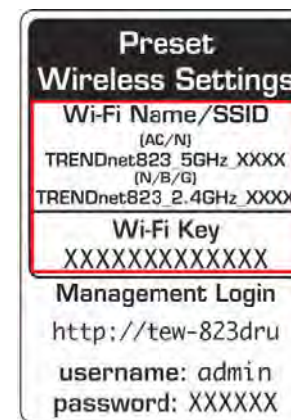 Preset
Wireless Settings
Wi-Fi Name/SSID
(AC/N)
TRENDnet823_5GHz_XXXX
(N/B/G)
TRENDnet823_2.4GHz_XXXX
Wi-Fi Key
XXXXXXXXXXXXX
Management Login
http://tew-823dru
username: admin
password: XXXXXX